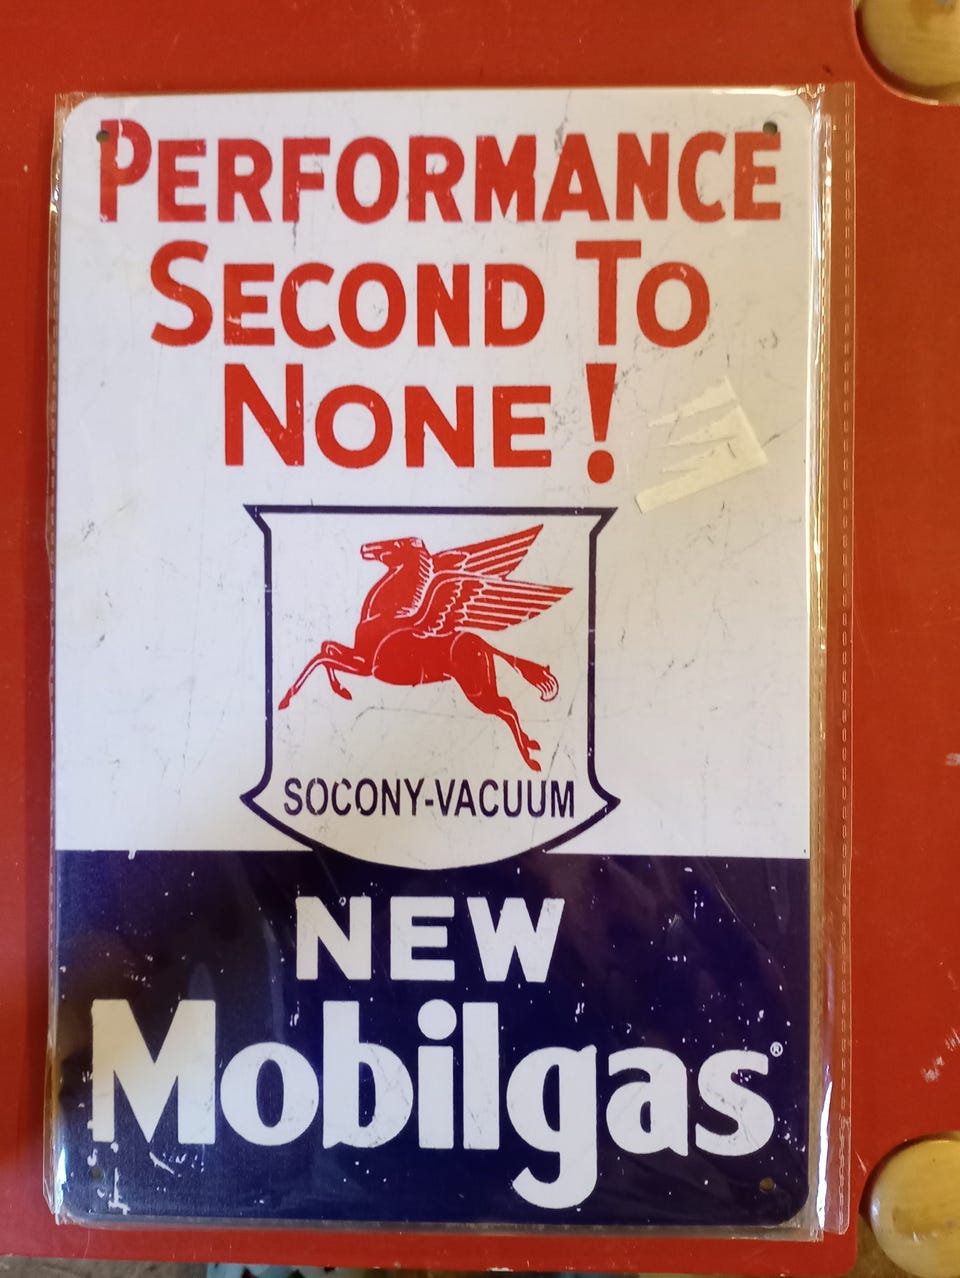 PERFORMANCE
SECOND TO
NONE!
SOCONY-VACUUM
NEW
Mobilgas®